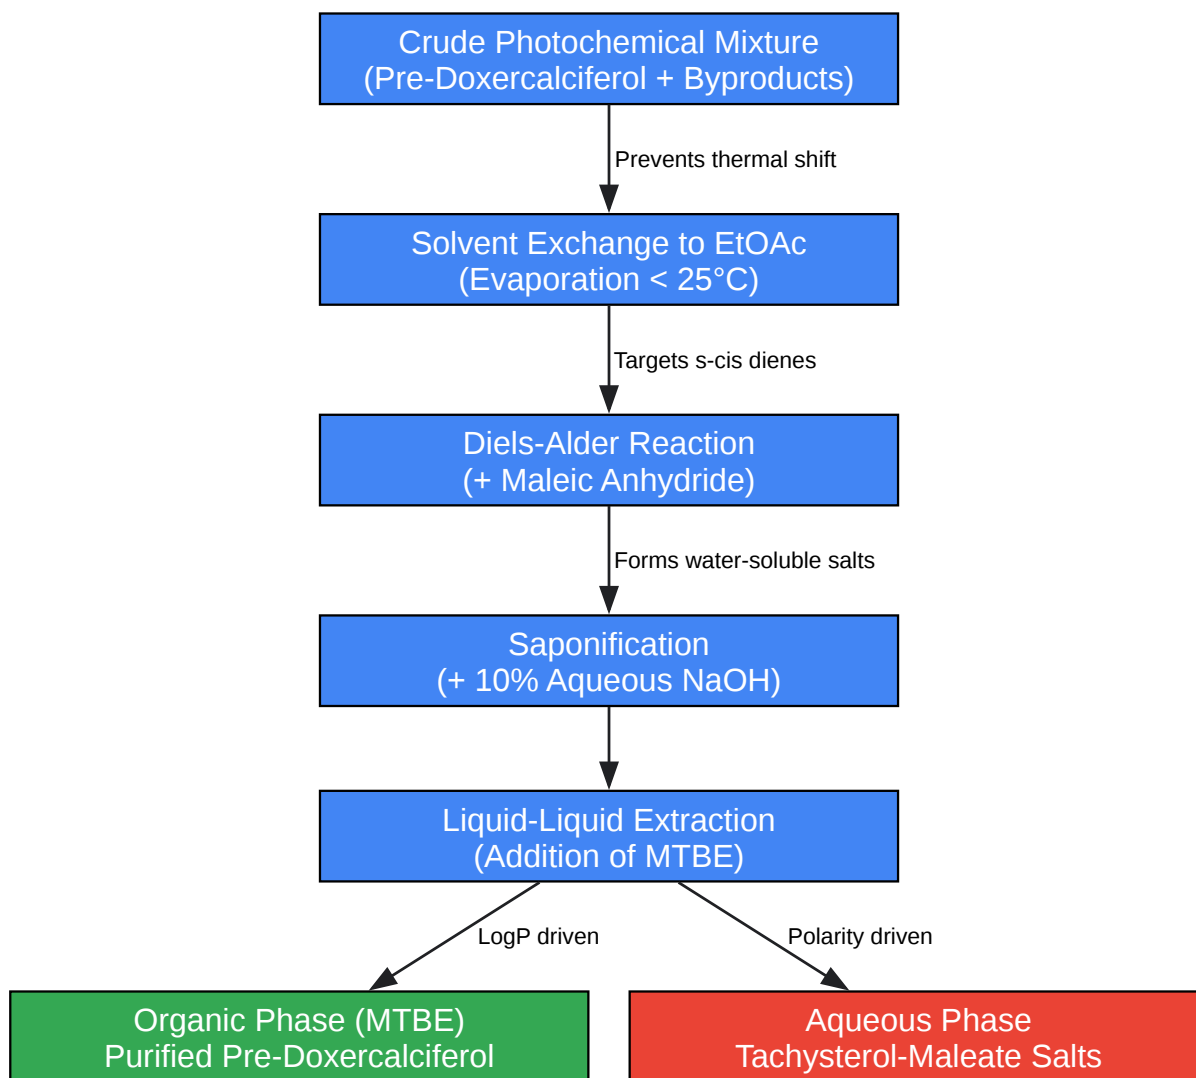 Crude Photochemical Mixture
(Pre-Doxercalciferol + Byproducts)
Prevents thermal shift
Solvent Exchange to EtOAc
(Evaporation < 25°C)
Targets s-cis dienes
Diels-Alder Reaction
(+ Maleic Anhydride)
Forms water-soluble salts
Saponification
(+ 10% Aqueous NaOH)
Liquid-Liquid Extraction
(Addition of MTBE)
LogP driven
Polarity driven
Organic Phase (MTBE)
Purified Pre-Doxercalciferol
Aqueous Phase
Tachysterol-Maleate Salts